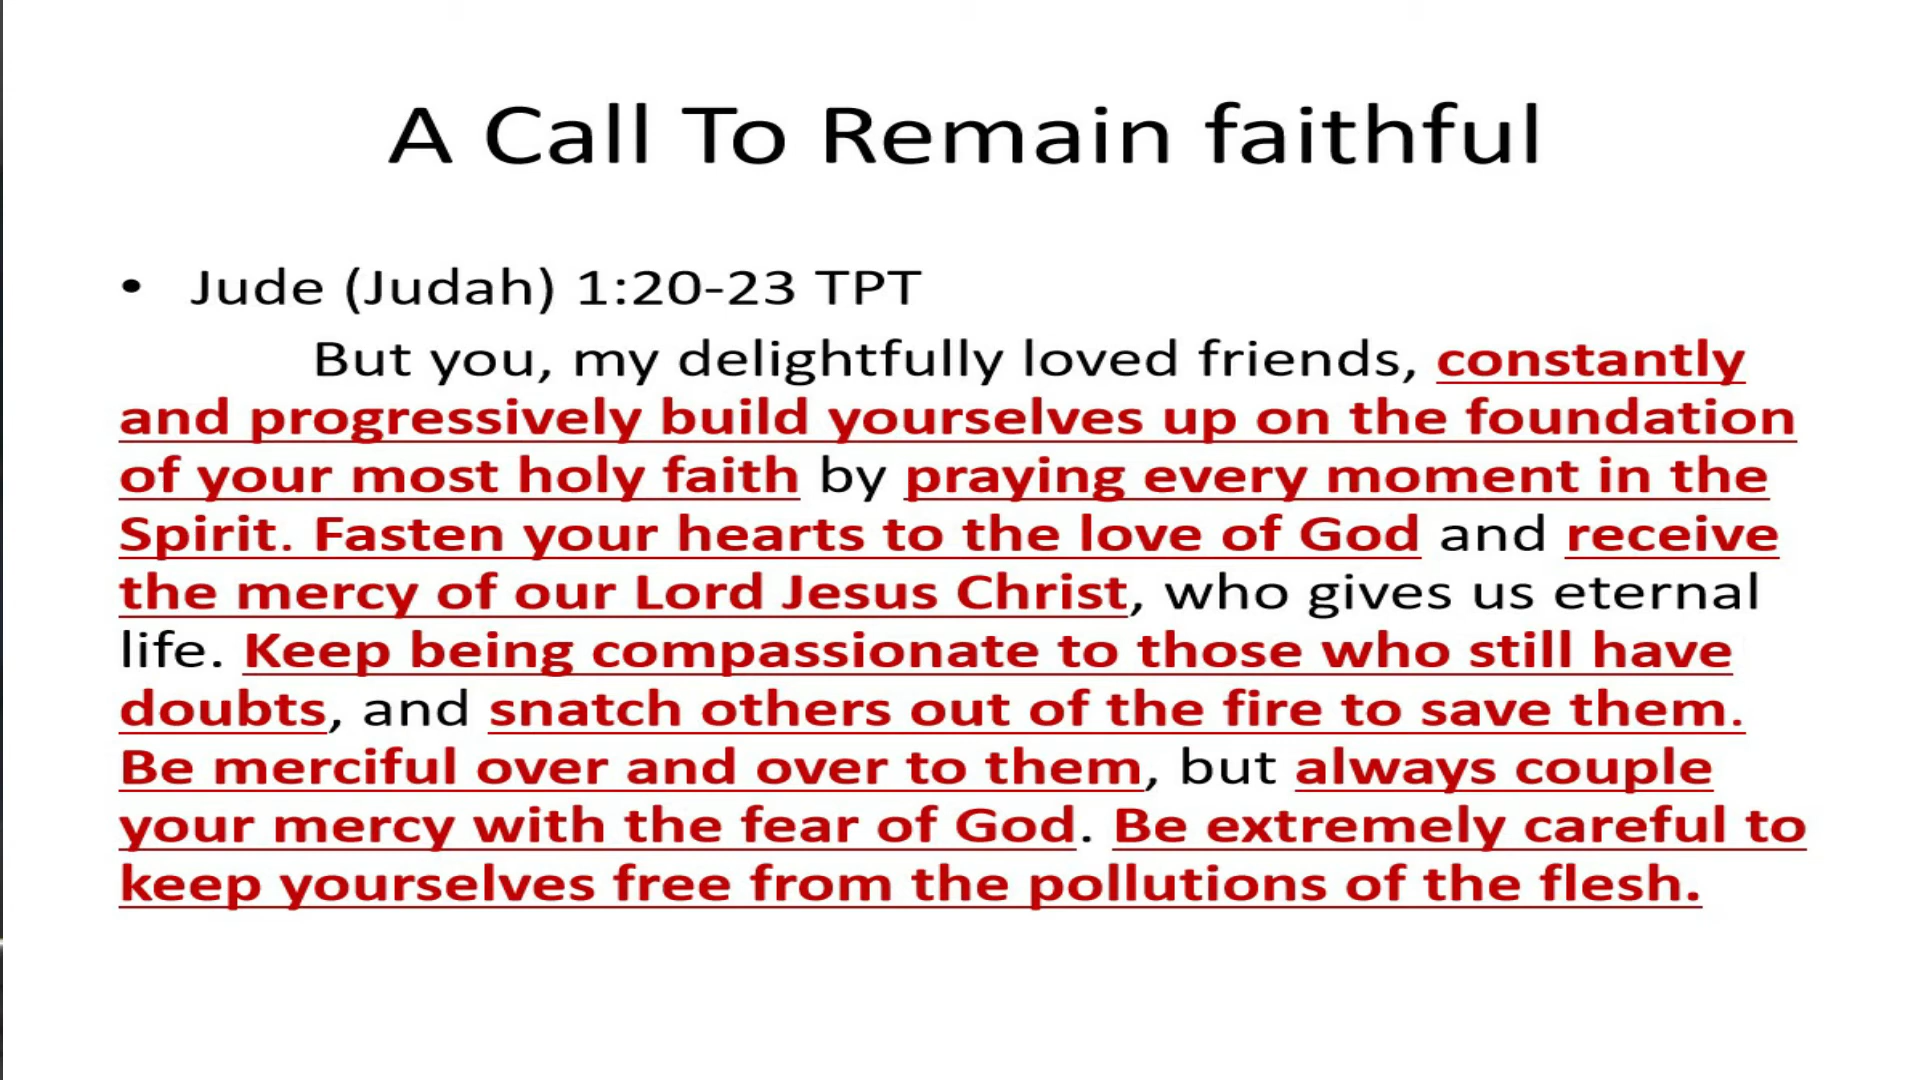 A Call To Remain faithful
• Jude (Judah) 1:20-23 TPT
But you, my delightfully loved friends, constantly
and progressively build yourselves up on the foundation
of your most holy faith by praying every moment in the
Spirit. Fasten your hearts to the love of God and receive
the mercy of our Lord Jesus Christ, who gives us eternal
life. Keep being compassionate to those who still have
doubts, and snatch others out of the fire to save them.
Be merciful over and over to them, but always couple
your mercy with the fear of God. Be extremely careful to
keep yourselves free from the pollutions of the flesh.